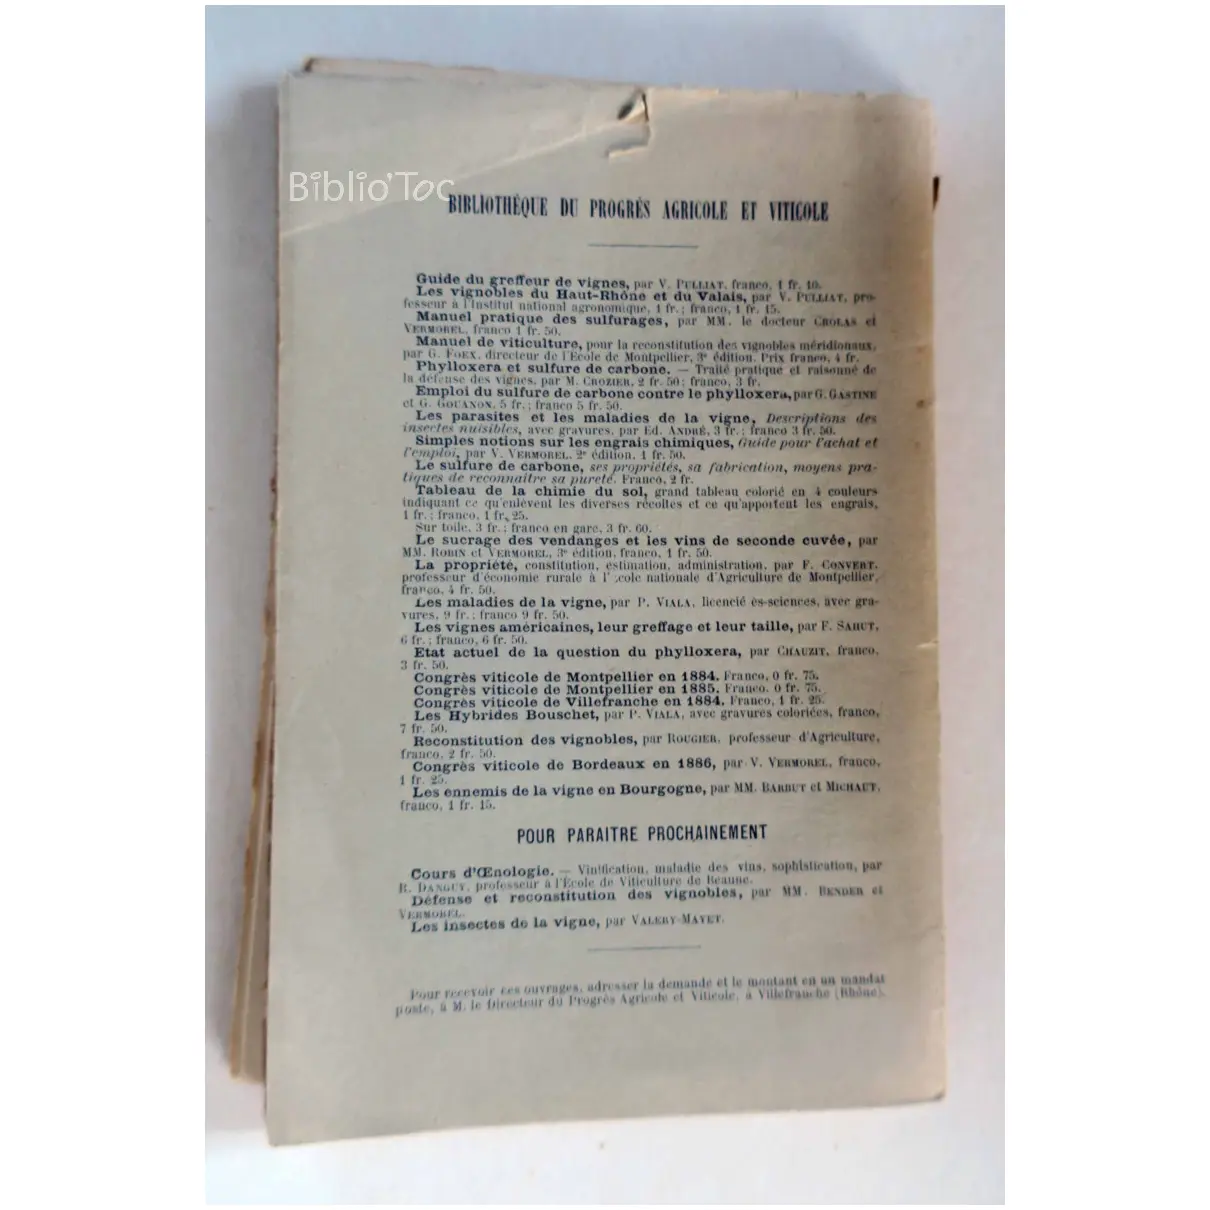 Biblio'Toc
BIBLIOTHÈQUE DU PROGRÈS AGRICOLE ET VITICOLE
Guide du greffeur de vignes, par V. PULLIAT, franco, 1 fr. 10.
Les vignobles du Haut-Rhône et du Valais, par V. PULLIAT, pro-
fesseur à l'Institut national agronomique, 1 fr.; franco, 1 fr. 15.
Manuel pratique des sulfurages, par MM. le docteur CROLAS et
VERMOREL, franco 1 fr. 50.
Manuel de viticulture, pour la reconstitution des vignobles méridionaux,
par G. FOEX, directeur de l'École de Montpellier, 3e édition. Prix franco, 4 fr.
Phylloxera et sulfure de carbone. — Traité pratique et raisonné de
la défense des vignes, par M. CROZIER, 2 fr. 50; franco, 3 fr.
Emploi du sulfure de carbone contre le phylloxera, par G. GASTINE
et G. GOUANON, 5 fr.; franco 5 fr. 50.
Les parasites et les maladies de la vigne, Descriptions des
insectes nuisibles, avec gravures, par Ed. ANDRÉ, 3 fr.; franco 3 fr. 50.
Simples notions sur les engrais chimiques, Guide pour l'achat et
l'emploi, par V. VERMOREL, 2e édition, 1 fr. 50.
Le sulfure de carbone, ses propriétés, sa fabrication, moyens pra-
tiques de reconnaître sa pureté. Franco, 2 fr.
Tableau de la chimie du sol, grand tableau colorié en 4 couleurs
indiquant ce qu'enlèvent les diverses récoltes et ce qu'apportent les engrais,
1 fr.; franco, 1 fr, 25.
Sur toile, 3 fr.; franco en gare, 3 fr. 60.
Le sucrage des vendanges et les vins de seconde cuvée, par
MM. ROBIN et VERMOREL, 3e édition, franco, 1 fr. 50.
La propriété, constitution, estimation, administration, par F. CONVERT,
professeur d'économie rurale à l' cole nationale d'Agriculture de Montpellier,
franco, 4 fr. 50.
Les maladies de la vigne, par P. VIALA, licencié ès-sciences, avec gra-
vures, 9 fr.; franco 9 fr. 50.
Les vignes américaines, leur greffage et leur taille, par F. SAHUT,
6 fr.; franco, 6 fr. 50.
Etat actuel de la question du phylloxera, par CHAUZIT, franco,
3 fr. 50.
Congrès viticole de Montpellier en 1884. Franco, 0 fr. 75.
Congrès viticole de Montpellier en 1885. Franco. 0 fr. 75.
Congrès viticole de Villefranche en 1884. Franco, 1 fr. 25.
Les Hybrides Bouschet, par P. VIALA, avec gravures coloriées, franco,
7 fr. 50.
Reconstitution des vignobles, par ROUGIER, professeur d'Agriculture,
franco, 2 fr. 50.
Congrès viticole de Bordeaux en 1886, par V. VERMOREL, franco,
1 fr. 25.
Les ennemis de la vigne en Bourgogne, par MM. BARBUT et MICHAUT,
franco, 1 fr. 15.
POUR PARAITRE PROCHAINEMENT
Cours d'Œnologie. — Vinification, maladie des vins, sophistication, par
R. DANGUY, professeur à l'École de Viticulture de Beaune.
Défense et reconstitution des vignobles, par MM. BENDER et
VERMOREL.
Les insectes de la vigne, par VALERY-MAYET.
Pour recevoir ces ouvrages, adresser la demande et le montant en un mandat
poste, à M. le Directeur du Progrès Agricole et Viticole, à Villefranche (Rhône).